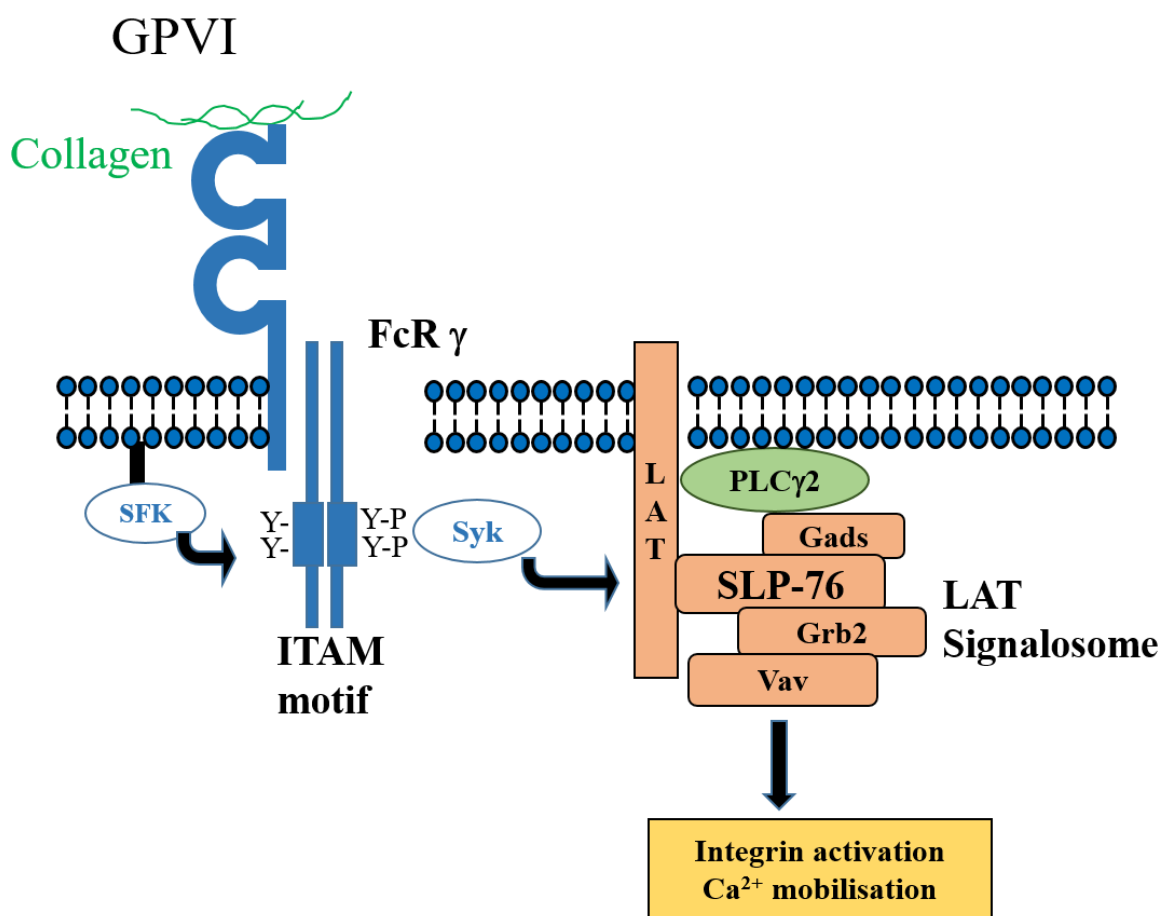 GPVI
Collagen
FcR γ
SFK
Y-
Y-
Y-P
Y-P
Syk
ITAM
motif
L
A
T
PLCγ2
Gads
SLP-76
Grb2
Vav
LAT
Signalosome
Integrin activation
Ca²⁺ mobilisation